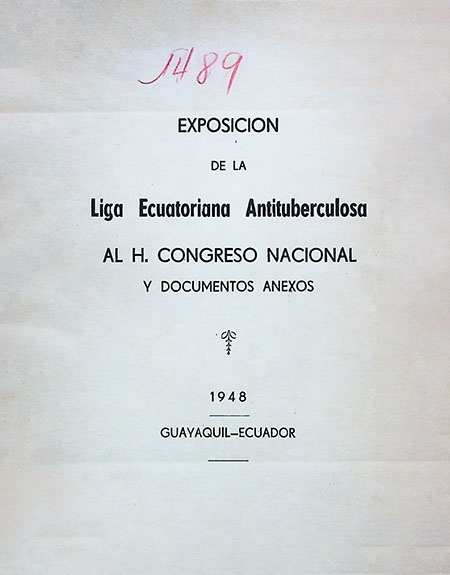 1489
EXPOSICION
DE LA
Liga Ecuatoriana Antituberculosa
AL H. CONGRESO NACIONAL
Y DOCUMENTOS ANEXOS
1948
GUAYAQUIL—ECUADOR